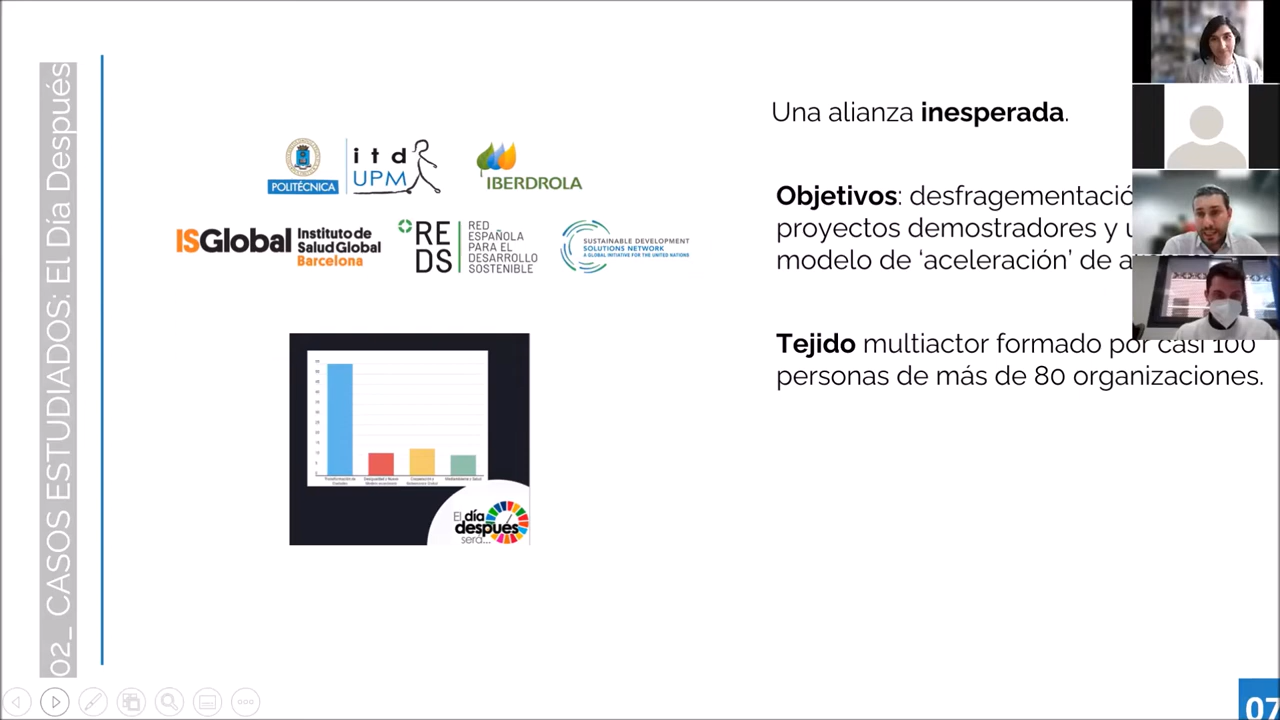 02_ CASOS ESTUDIADOS: El Día Después
POLITÉCNICA
itd
UPM
IBERDROLA
ISGlobal Instituto de
Salud Global
Barcelona
RE
DS
RED
ESPAÑOLA
PARA EL
DESARROLLO
SOSTENIBLE
SUSTAINABLE DEVELOPMENT
SOLUTIONS NETWORK
A GLOBAL INITIATIVE FOR THE UNITED NATIONS
El día
después
será...
Una alianza inesperada.
Objetivos: desfragementació
proyectos demostradores y
modelo de ‘aceleración’ de
Tejido multiactor formado por casi 100
personas de más de 80 organizaciones.
07